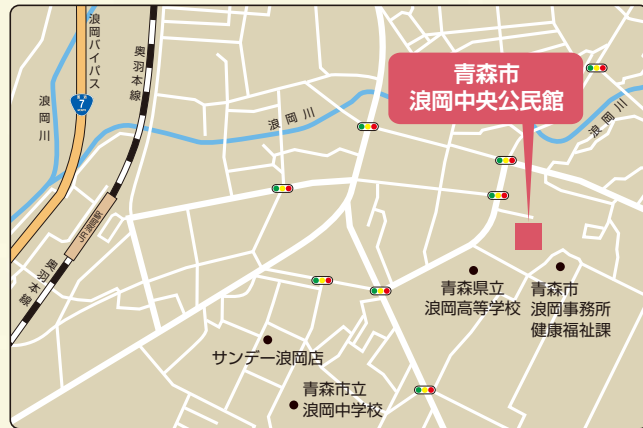 浪岡バイパス
奥羽本線
7
浪岡川
浪岡川
青森市
浪岡中央公民館
浪岡川
JR浪岡駅
奥羽本線
青森県立
浪岡高等学校
青森市
浪岡事務所
健康福祉課
サンデー浪岡店
青森市立
浪岡中学校